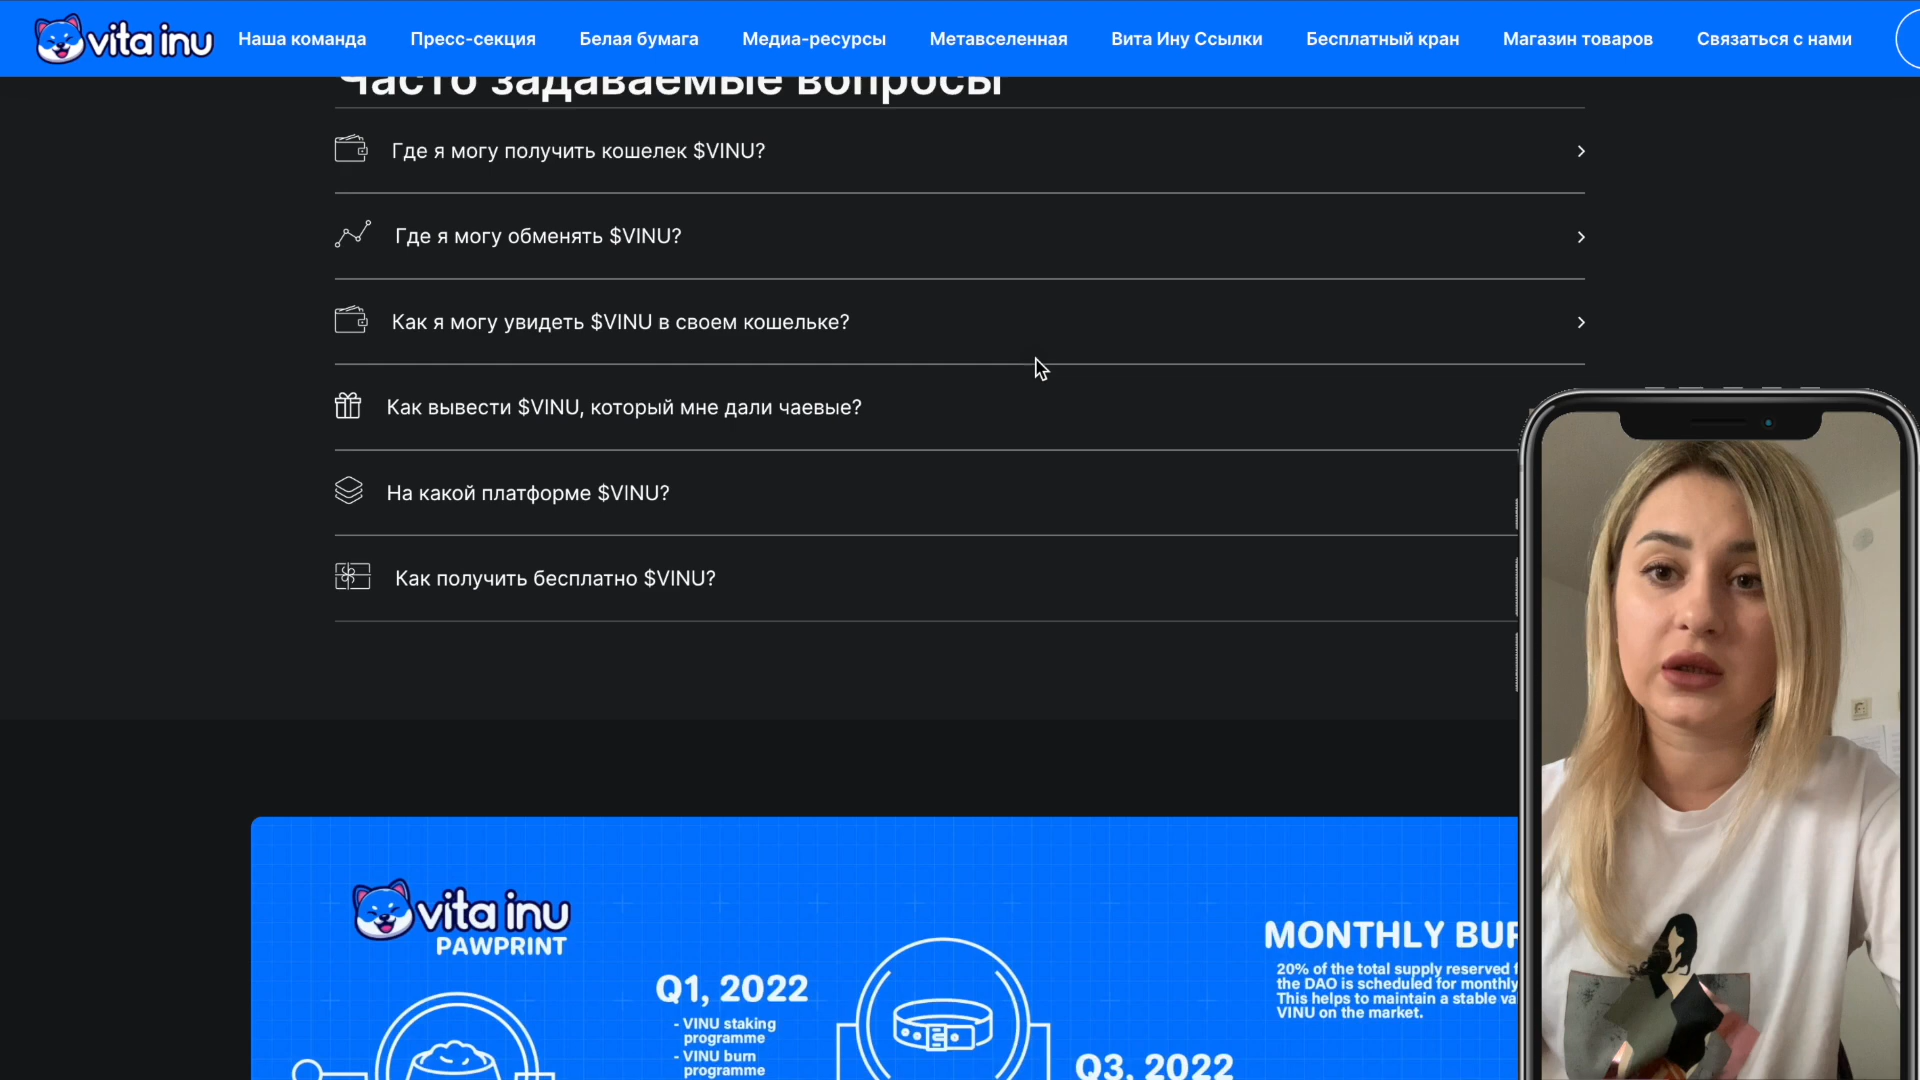 vita inu
Наша команда
Пресс-секция
Белая бумага
Медиа-ресурсы
Метавселенная
Вита Ину Ссылки
Бесплатный кран
Магазин товаров
Связаться с нами
Часто задаваемые вопросы
Где я могу получить кошелек $VINU?
Где я могу обменять $VINU?
Как я могу увидеть $VINU в своем кошельке?
Как вывести $VINU, который мне дали чаевые?
На какой платформе $VINU?
Как получить бесплатно $VINU?
vita inu
PAWPRINT
Q1, 2022
- VINU staking
programme
- VINU burn
programme
Q3, 2022
MONTHLY BUR
20% of the total supply reserved f
the DAO is scheduled for monthly
This helps to maintain a stable va
VINU on the market.